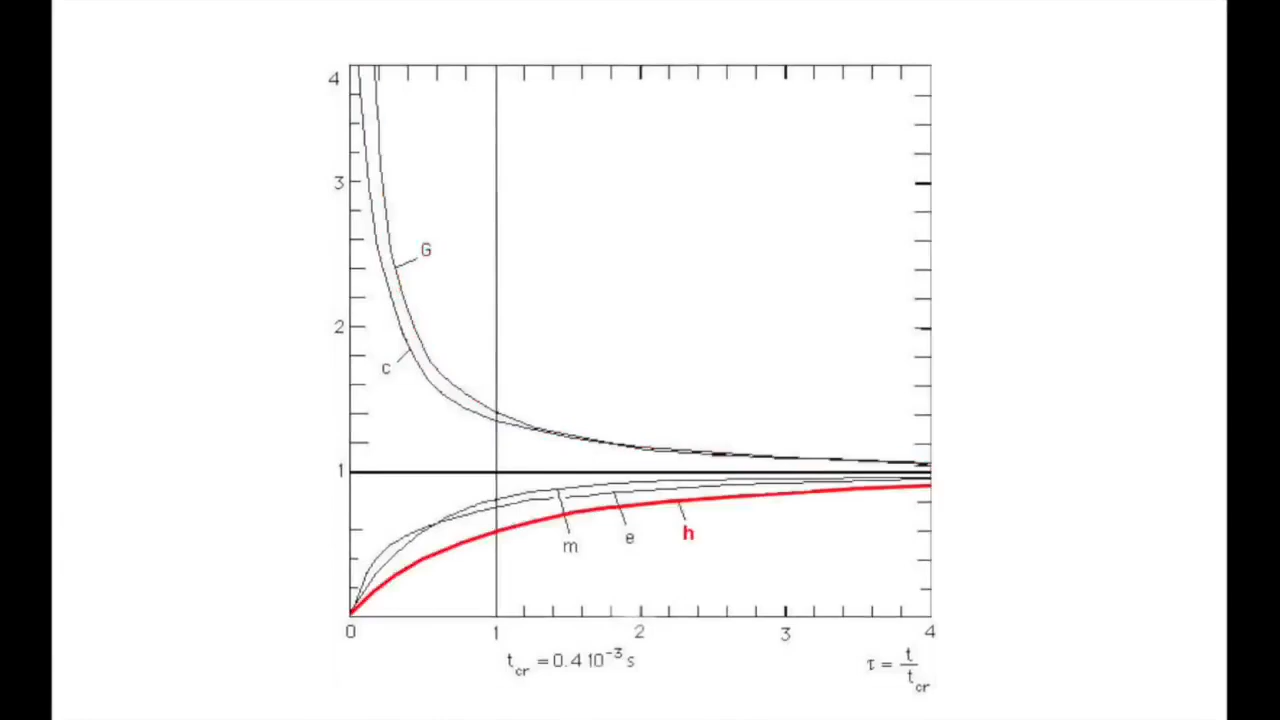 4
3
G
2
c
1
m
e
h
0
1
2
3
4
t_cr = 0.4 10⁻³ s
τ = t/t_cr